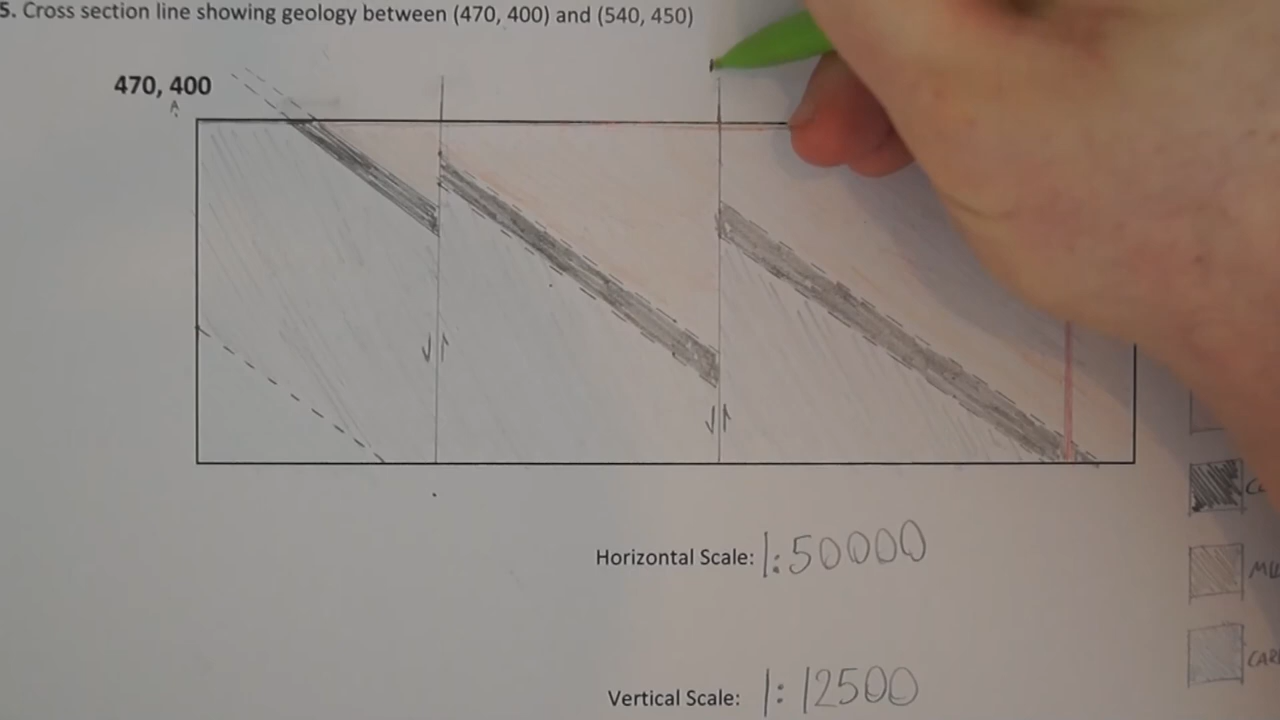 5. Cross section line showing geology between (470, 400) and (540, 450)
470, 400
A
Horizontal Scale: 1:50000
Vertical Scale: 1:12500